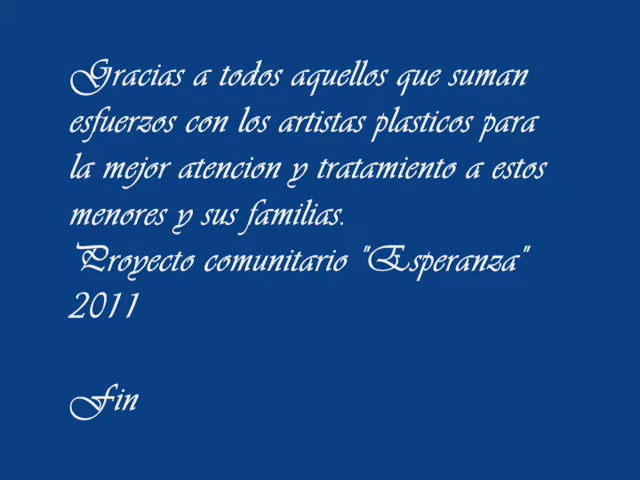 Gracias a todos aquellos que suman
esfuerzos con los artistas plasticos para
la mejor atencion y tratamiento a estos
menores y sus familias.
Proyecto comunitario "Esperanza"
2011
Fin